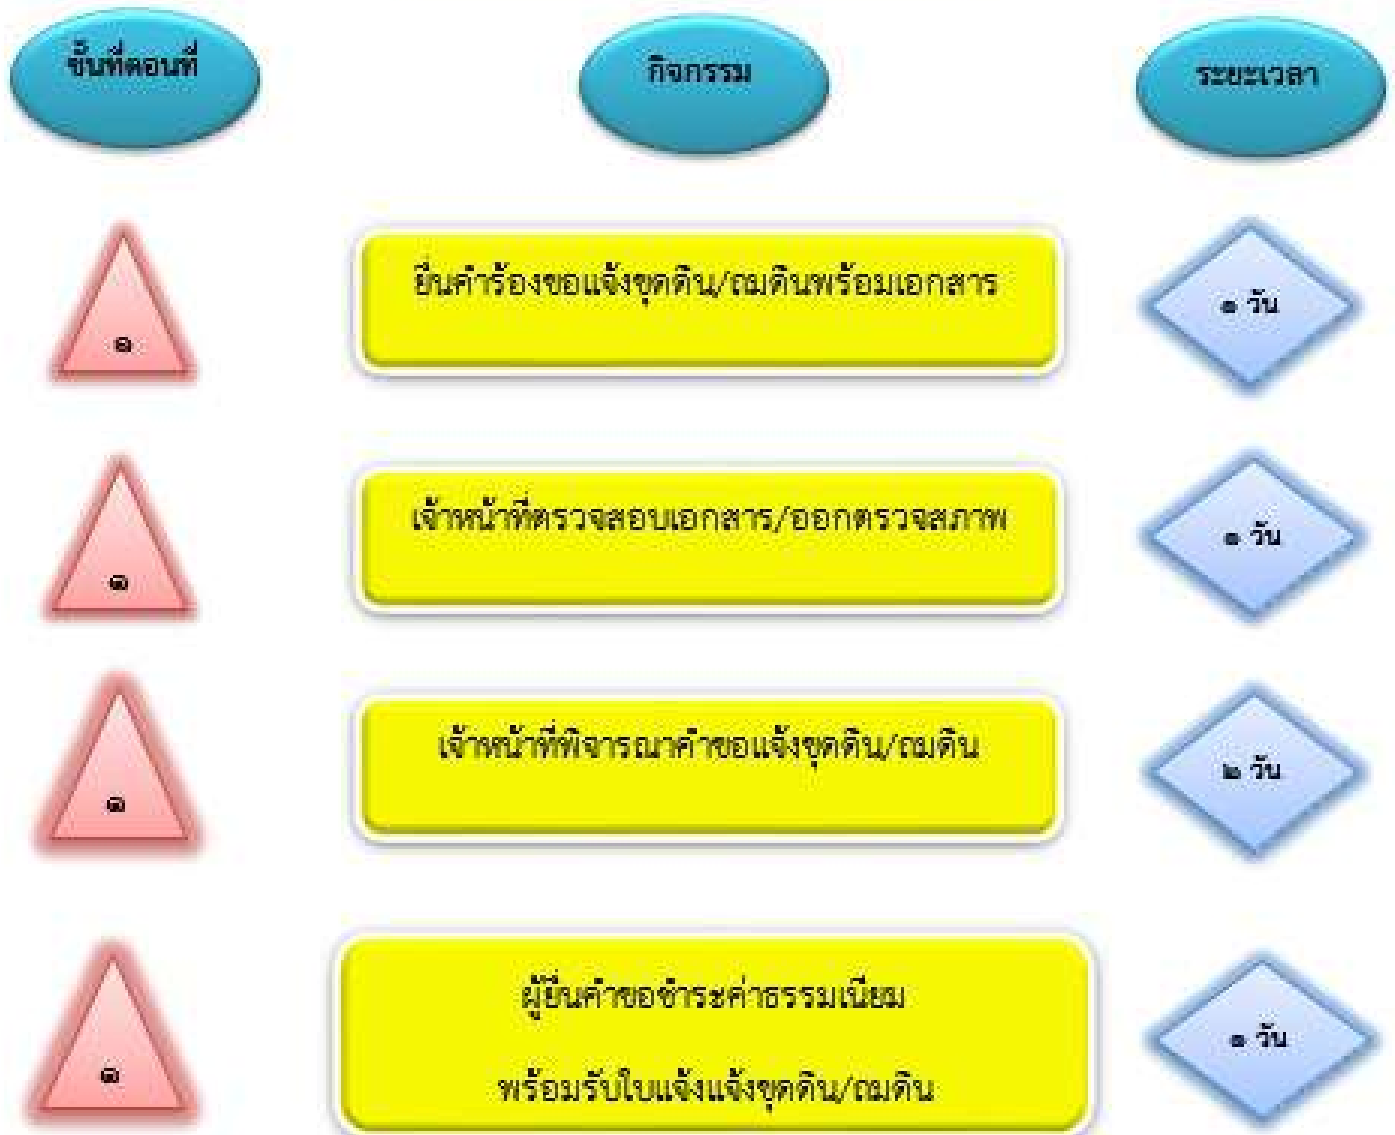 ขั้นที่ตอนที่ กิจกรรม ระยะเวลา
๑ ยื่นคำร้องขอแจ้งขุดดิน/ถมดินพร้อมเอกสาร ๑ วัน
๑ เจ้าหน้าที่ตรวจสอบเอกสาร/ออกตรวจสภาพ ๑ วัน
๑ เจ้าหน้าที่พิจารณาคำขอแจ้งขุดดิน/ถมดิน ๒ วัน
ผู้ยื่นคำขอชำระค่าธรรมเนียม
๑ พร้อมรับใบแจ้งแจ้งขุดดิน/ถมดิน ๑ วัน